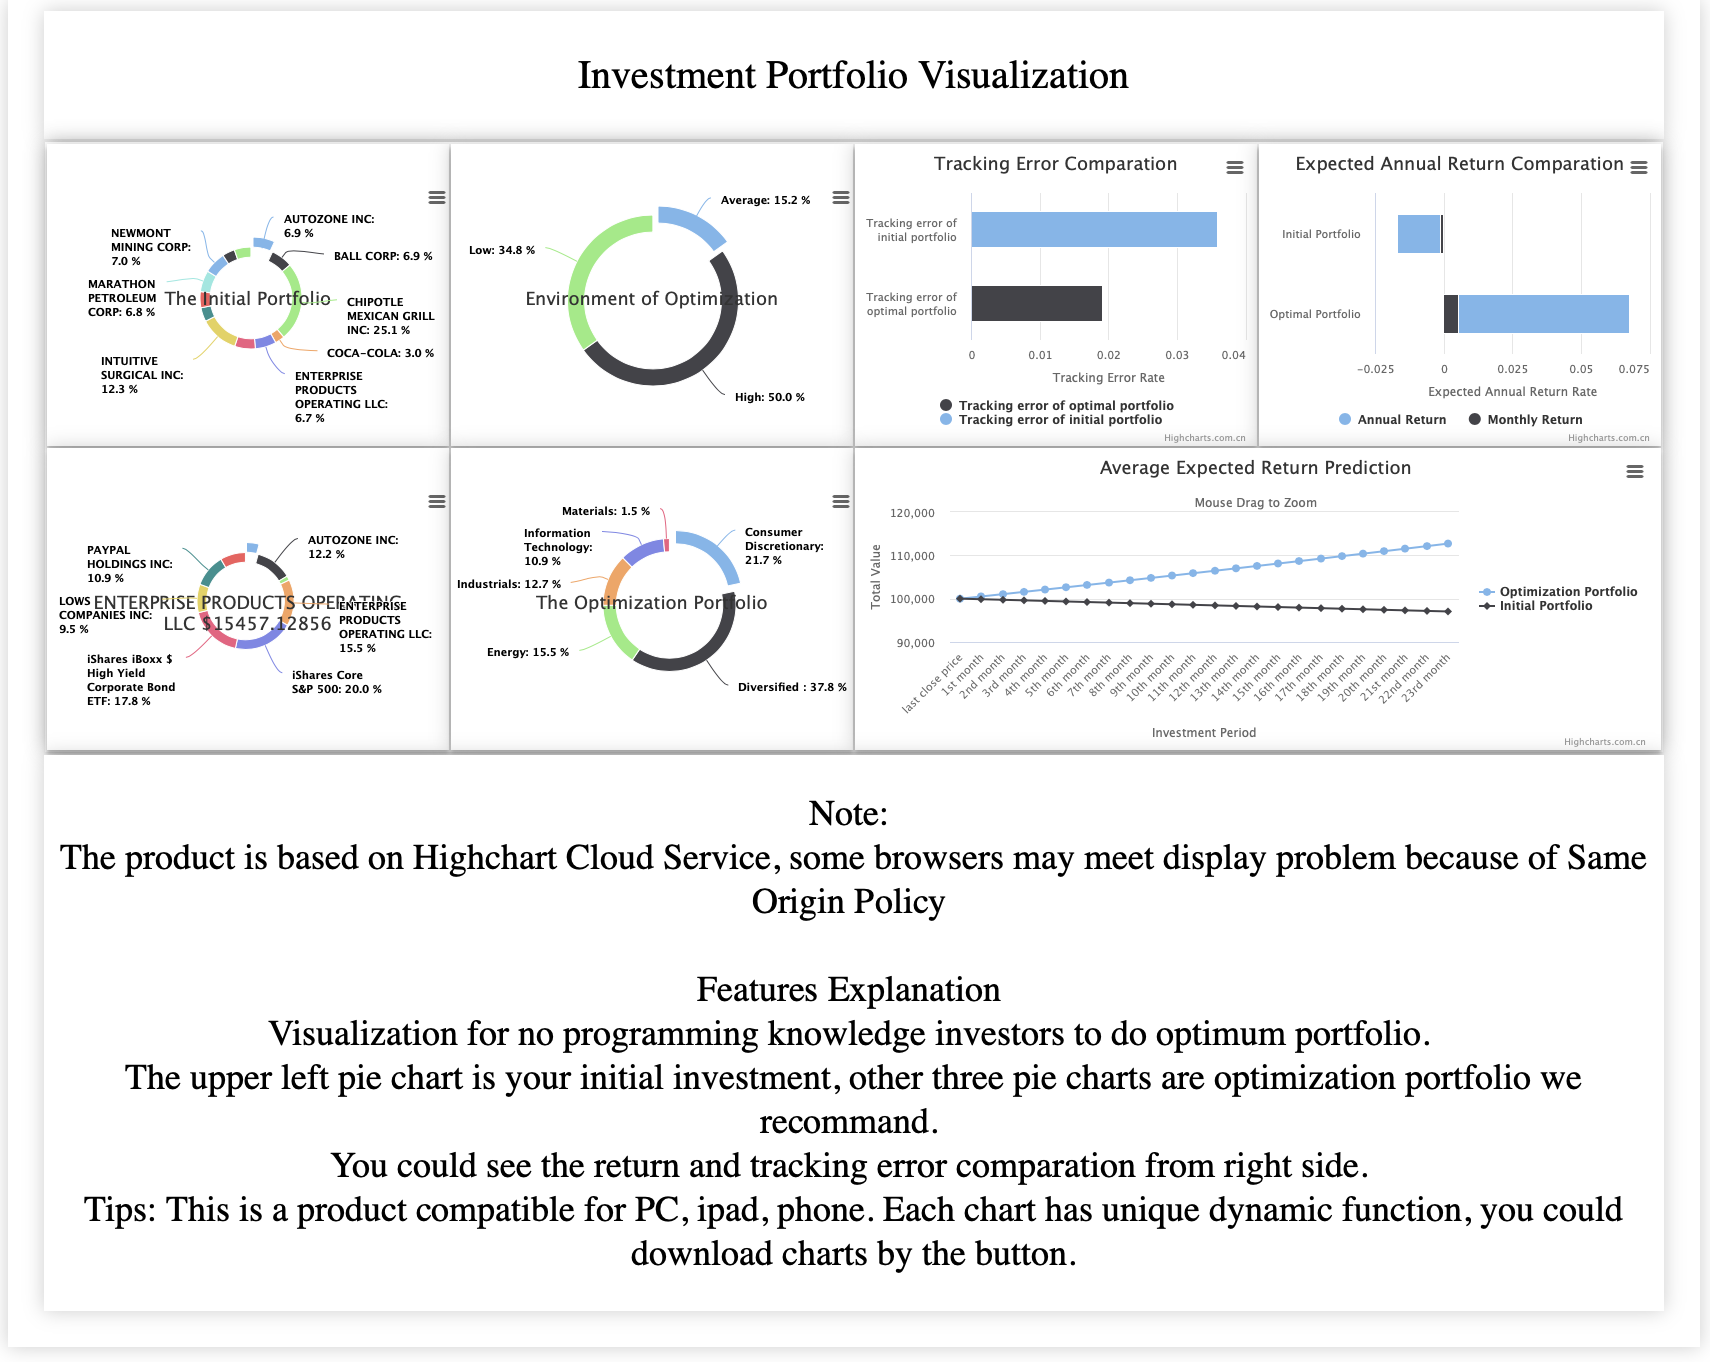 Investment Portfolio Visualization
AUTOZONE INC:
6.9 %
NEWMONT
MINING CORP:
7.0 %
BALL CORP: 6.9 %
MARATHON
PETROLEUM
CORP: 6.8 %
The Initial Portfolio
CHIPOTLE
MEXICAN GRILL
INC: 25.1 %
COCA-COLA: 3.0 %
INTUITIVE
SURGICAL INC:
12.3 %
ENTERPRISE
PRODUCTS
OPERATING LLC:
6.7 %
Average: 15.2 %
Low: 34.8 %
Environment of Optimization
High: 50.0 %
Tracking Error Comparation
Tracking error of
initial portfolio
Tracking error of
optimal portfolio
0 0.01 0.02 0.03 0.04
Tracking Error Rate
Tracking error of optimal portfolio
Tracking error of initial portfolio
Highcharts.com.cn
Expected Annual Return Comparation
Initial Portfolio
Optimal Portfolio
-0.025 0 0.025 0.05 0.075
Expected Annual Return Rate
Annual Return Monthly Return
Highcharts.com.cn
AUTOZONE INC:
12.2 %
PAYPAL
HOLDINGS INC:
10.9 %
LOWS
COMPANIES INC:
9.5 %
ENTERPRISE PRODUCTS OPERATING
LLC $15457.12856
ENTERPRISE
PRODUCTS
OPERATING LLC:
15.5 %
iShares iBoxx $
High Yield
Corporate Bond
ETF: 17.8 %
iShares Core
S&P 500: 20.0 %
Materials: 1.5 %
Information
Technology:
10.9 %
Consumer
Discretionary:
21.7 %
Industrials: 12.7 %
The Optimization Portfolio
Energy: 15.5 %
Diversified : 37.8 %
Average Expected Return Prediction
Mouse Drag to Zoom
120,000
110,000
100,000
90,000
Total Value
Optimization Portfolio
Initial Portfolio
last close price
1st month
2nd month
3rd month
4th month
5th month
6th month
7th month
8th month
9th month
10th month
11th month
12th month
13th month
14th month
15th month
16th month
17th month
18th month
19th month
20th month
21st month
22nd month
23rd month
Investment Period
Highcharts.com.cn
Note:
The product is based on Highchart Cloud Service, some browsers may meet display problem because of Same
Origin Policy
Features Explanation
Visualization for no programming knowledge investors to do optimum portfolio.
The upper left pie chart is your initial investment, other three pie charts are optimization portfolio we
recommand.
You could see the return and tracking error comparation from right side.
Tips: This is a product compatible for PC, ipad, phone. Each chart has unique dynamic function, you could
download charts by the button.